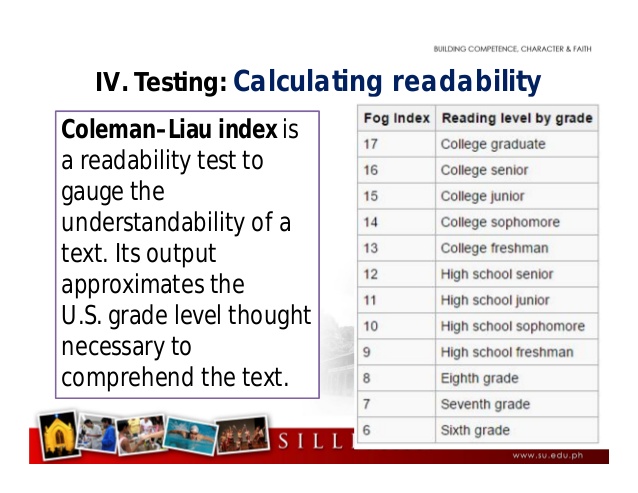 BUILDING COMPETENCE, CHARACTER & FAITH
IV. Testing: Calculating readability
Coleman–Liau index is
a readability test to
gauge the
understandability of a
text. Its output
approximates the
U.S. grade level thought
necessary to
comprehend the text.
Fog Index Reading level by grade
17 College graduate
16 College senior
15 College junior
14 College sophomore
13 College freshman
12 High school senior
11 High school junior
10 High school sophomore
9 High school freshman
8 Eighth grade
7 Seventh grade
6 Sixth grade
SILL
www.su.edu.ph